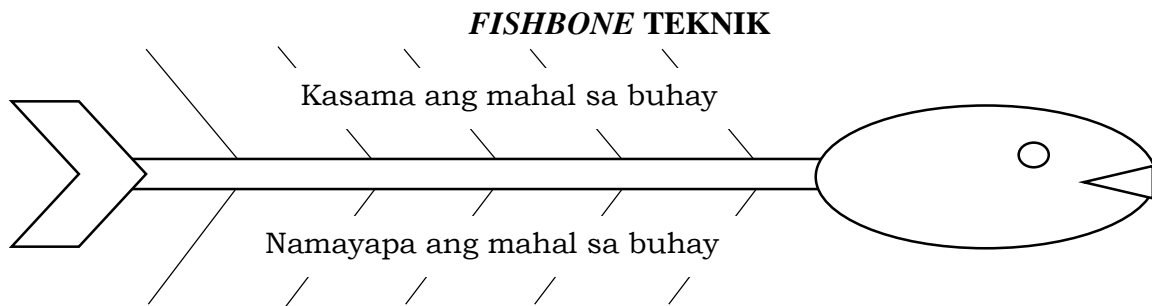 FISHBONE TEKNIK
Kasama ang mahal sa buhay
Namayapa ang mahal sa buhay